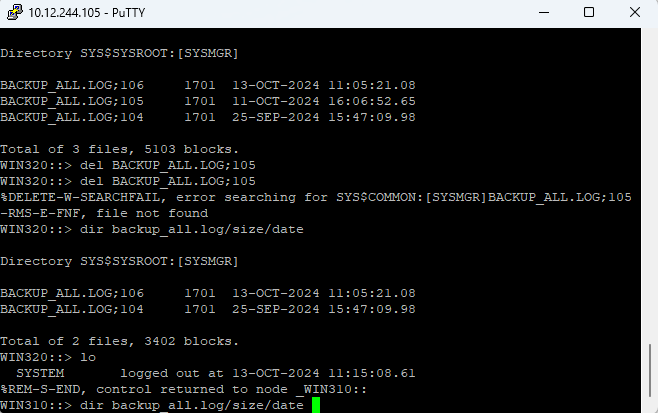 10.12.244.105 - PuTTY
Directory SYS$SYSROOT:[SYSMGR]
BACKUP_ALL.LOG;106     1701  13-OCT-2024 11:05:21.08
BACKUP_ALL.LOG;105     1701  11-OCT-2024 16:06:52.65
BACKUP_ALL.LOG;104     1701  25-SEP-2024 15:47:09.98
Total of 3 files, 5103 blocks.
WIN320::> del BACKUP_ALL.LOG;105
WIN320::> del BACKUP_ALL.LOG;105
%DELETE-W-SEARCHFAIL, error searching for SYS$COMMON:[SYSMGR]BACKUP_ALL.LOG;105
-RMS-E-FNF, file not found
WIN320::> dir backup_all.log/size/date
Directory SYS$SYSROOT:[SYSMGR]
BACKUP_ALL.LOG;106     1701  13-OCT-2024 11:05:21.08
BACKUP_ALL.LOG;104     1701  25-SEP-2024 15:47:09.98
Total of 2 files, 3402 blocks.
WIN320::> lo
  SYSTEM       logged out at 13-OCT-2024 11:15:08.61
%REM-S-END, control returned to node _WIN310::
WIN310::> dir backup_all.log/size/date